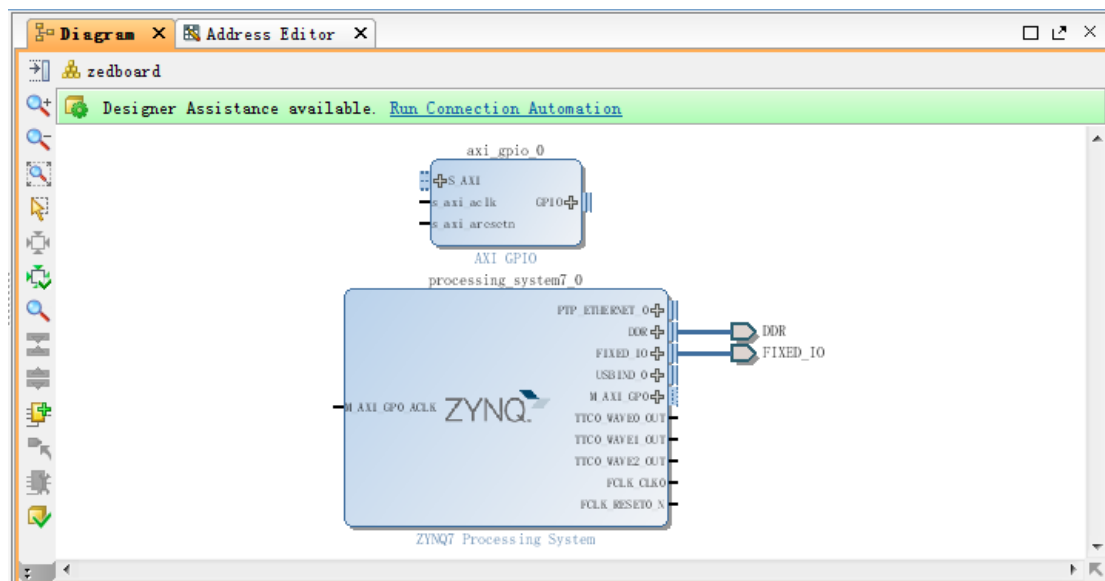 Diagram
Address Editor
zedboard
Designer Assistance available. Run Connection Automation
axi_gpio_0
S_AXI
s_axi_aclk
GPIO
s_axi_aresetn
AXI GPIO
processing_system7_0
PTP_ETHERNET_0
DDR
DDR
FIXED_IO
FIXED_IO
USBIND_0
M_AXI_GP0
M_AXI_GP0_ACLK
ZYNQ
TTC0_WAVE0_OUT
TTC0_WAVE1_OUT
TTC0_WAVE2_OUT
FCLK_CLK0
FCLK_RESET0_N
ZYNQ7 Processing System